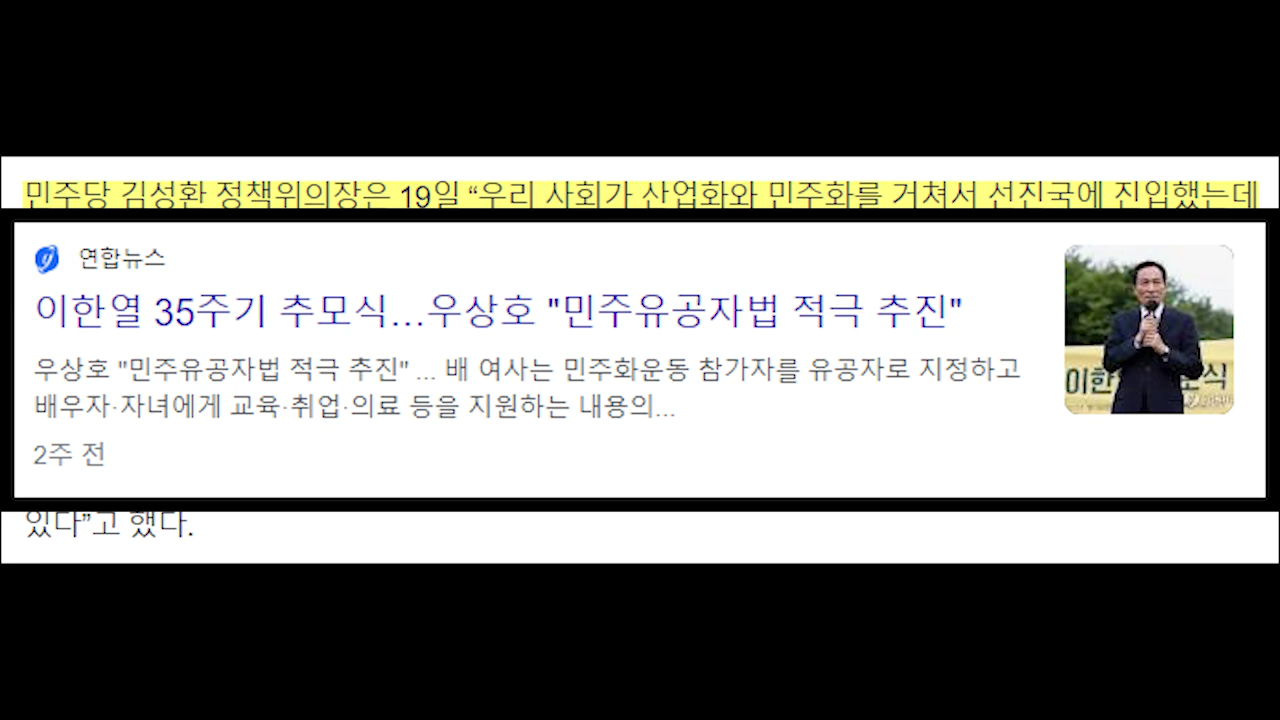 민주당 김성환 정책위의장은 19일 “우리 사회가 산업화와 민주화를 거쳐서 선진국에 진입했는데
연합뉴스
이한열 35주기 추모식...우상호 "민주유공자법 적극 추진"
우상호 "민주유공자법 적극 추진" ... 배 여사는 민주화운동 참가자를 유공자로 지정하고
배우자·자녀에게 교육·취업·의료 등을 지원하는 내용의...
2주 전
이한
식
있다”고 했다.